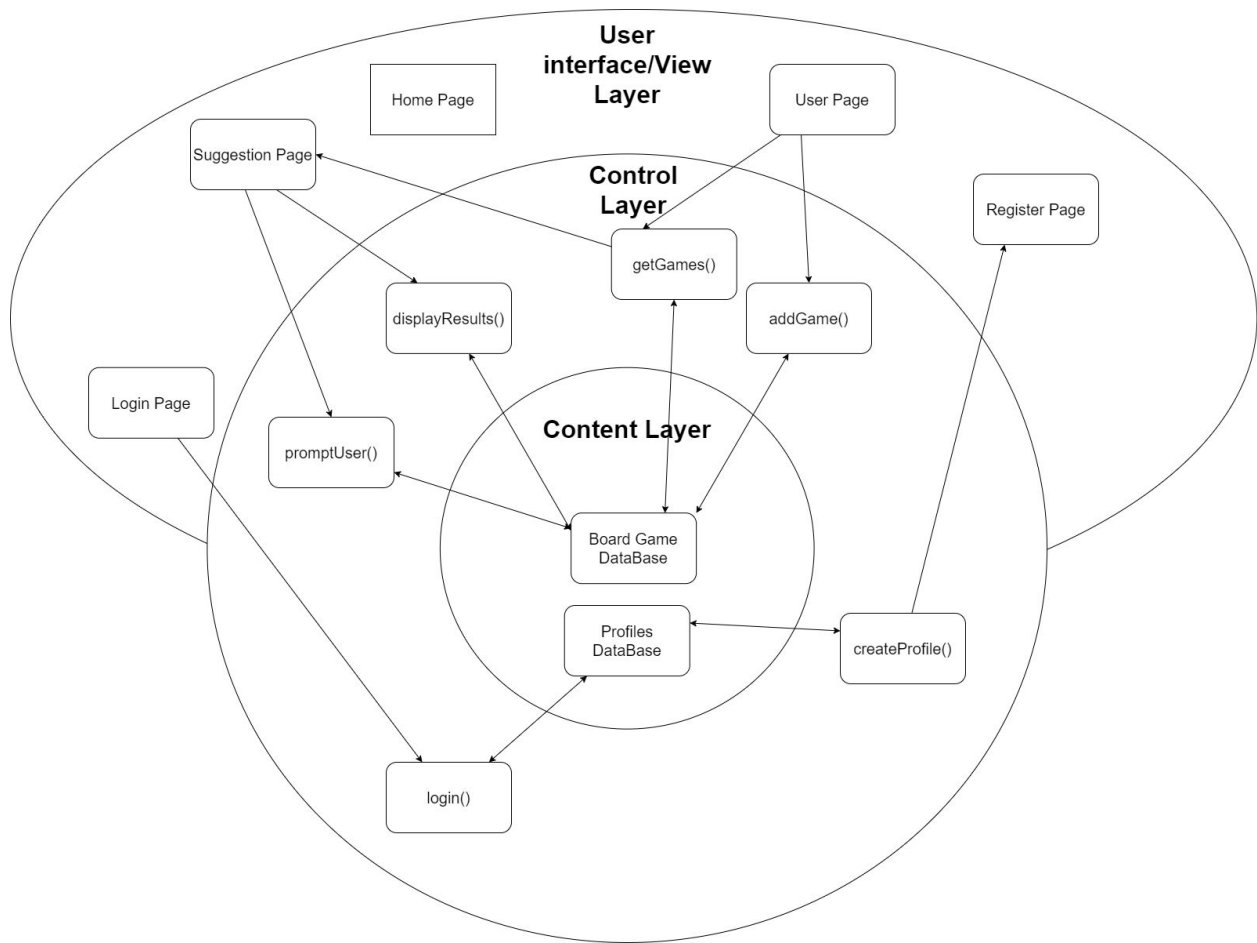 User
interface/View
Layer
Home Page
User Page
Suggestion Page
Control
Layer
Register Page
getGames()
displayResults()
addGame()
Login Page
Content Layer
promptUser()
Board Game
DataBase
Profiles
DataBase
createProfile()
login()